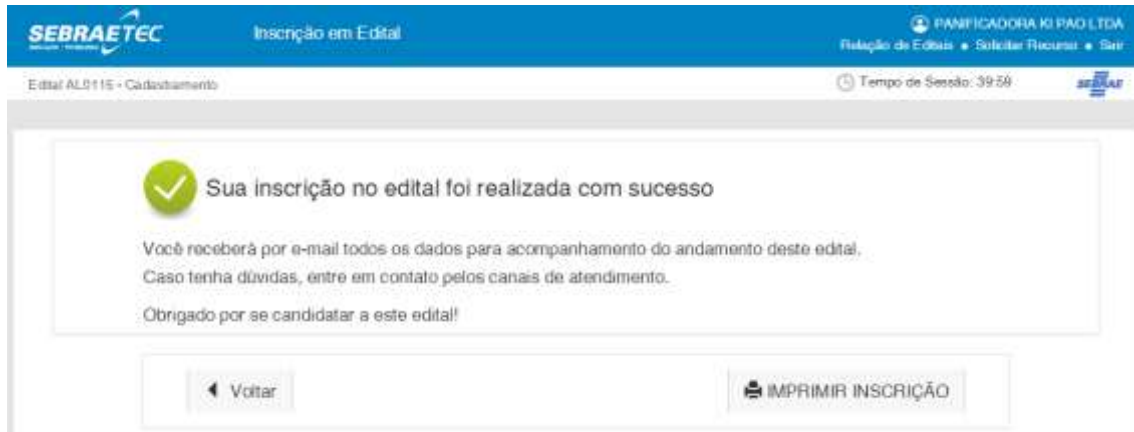 SEBRAETEC
Inscrição em Edital
PANIFICADORA KI PAO LTDA
Relação de Editais • Solicitar Recurso • Sair
Edital AL0115 - Cadastramento
Tempo de Sessão: 39:59
SEBRAE
Sua inscrição no edital foi realizada com sucesso
Você receberá por e-mail todos os dados para acompanhamento do andamento deste edital.
Caso tenha dúvidas, entre em contato pelos canais de atendimento.
Obrigado por se candidatar a este edital!
Voltar
IMPRIMIR INSCRIÇÃO